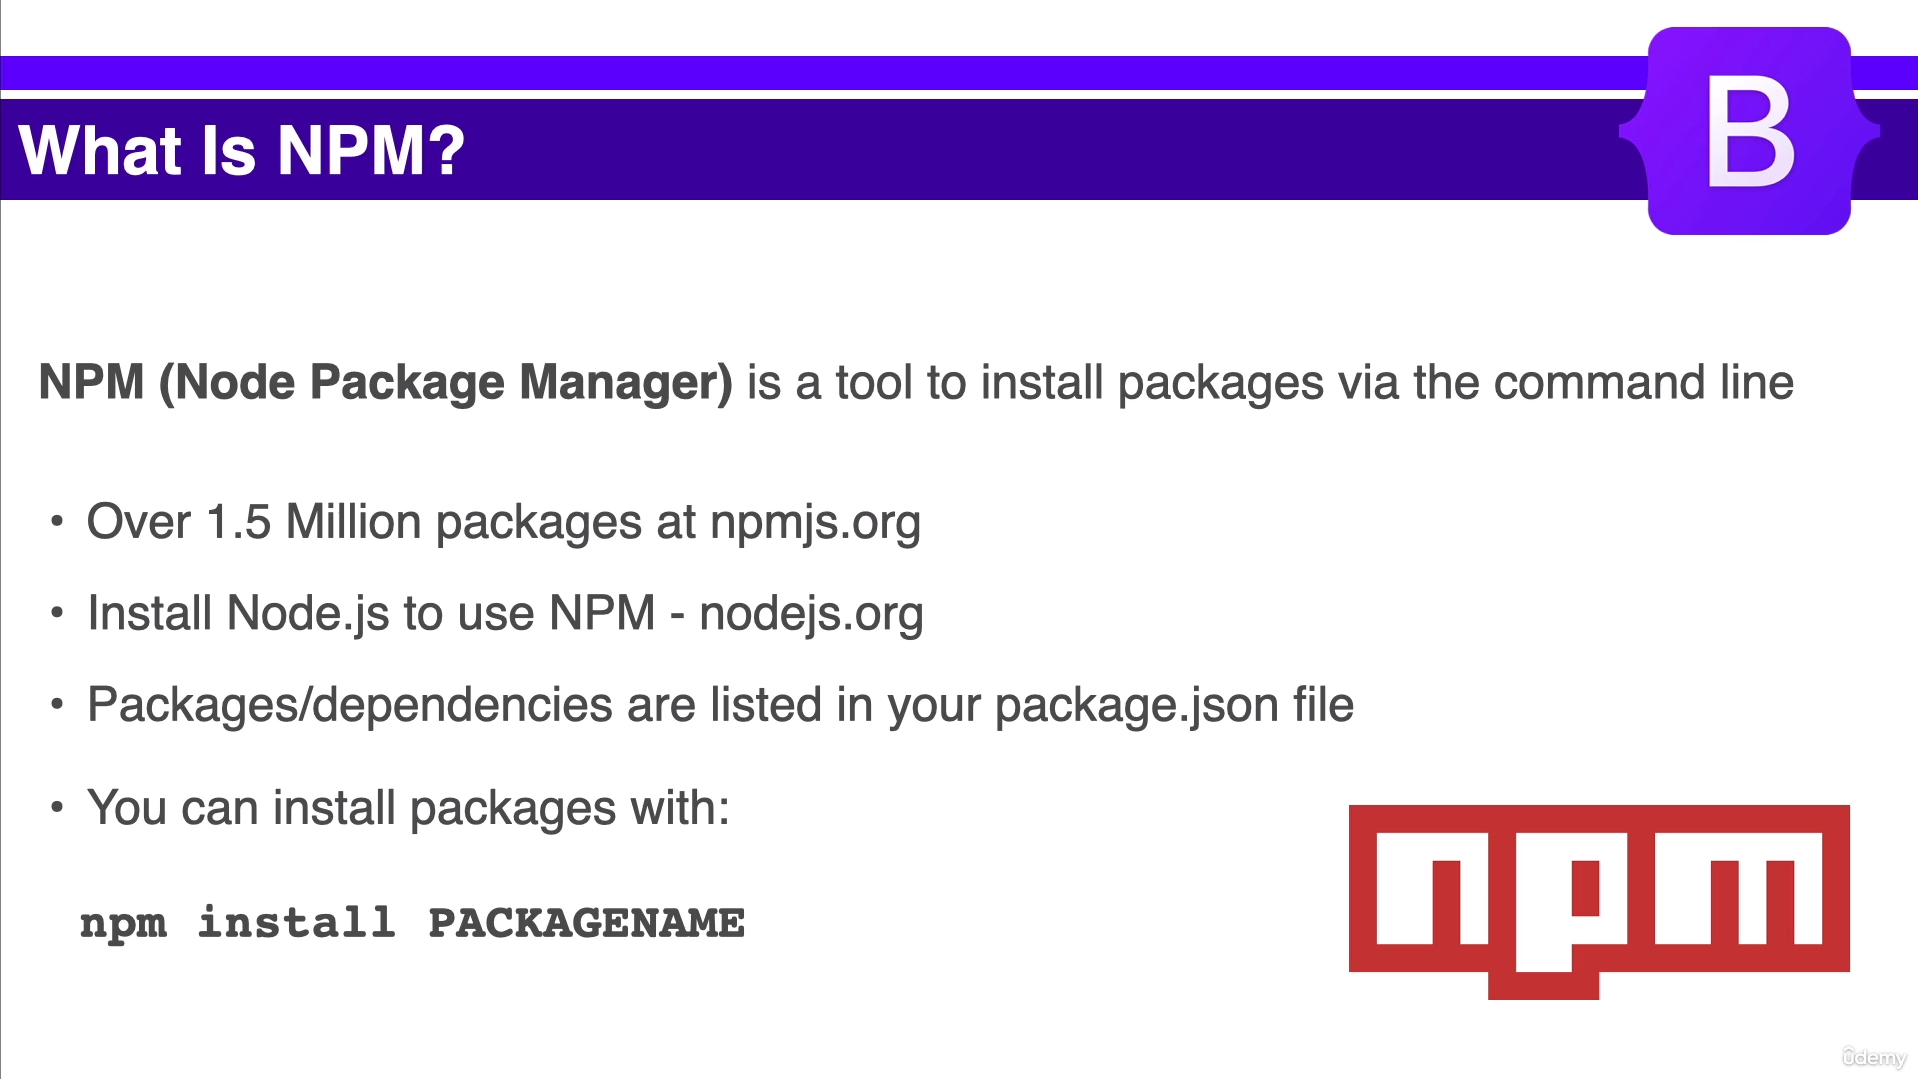 B
What Is NPM?
NPM (Node Package Manager) is a tool to install packages via the command line
• Over 1.5 Million packages at npmjs.org
• Install Node.js to use NPM - nodejs.org
• Packages/dependencies are listed in your package.json file
• You can install packages with:
npm install PACKAGENAME
npm
ûdemy